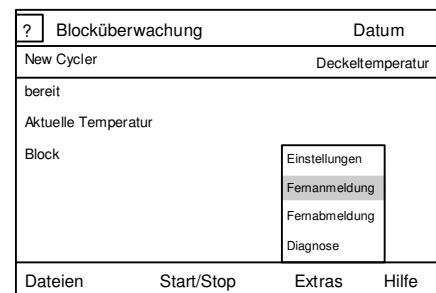 ? Blocküberwachung Datum
New Cycler Deckeltemperatur
bereit
Aktuelle Temperatur
Block
Einstellungen
Fernanmeldung
Fernabmeldung
Diagnose
Dateien Start/Stop Extras Hilfe